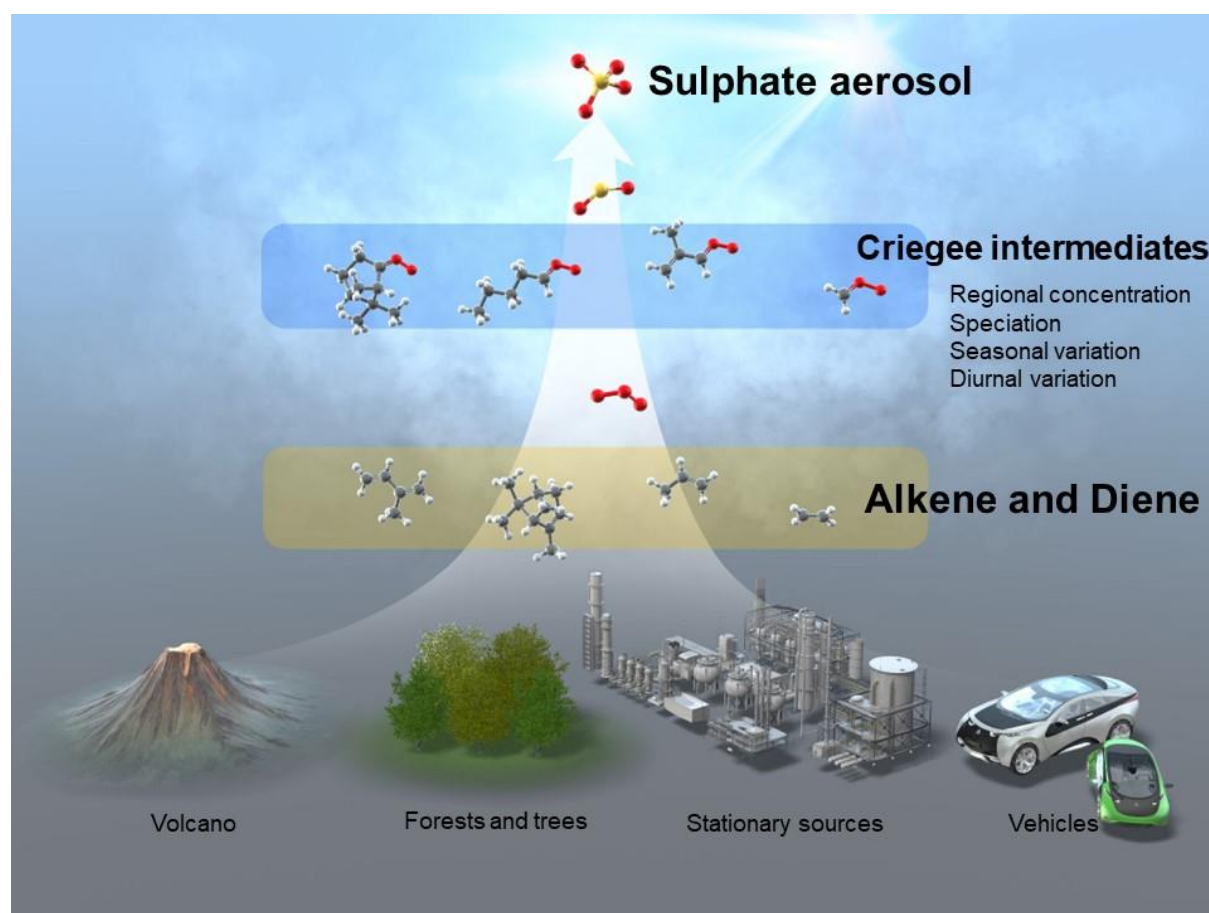 Sulphate aerosol
Criegee intermediates
Regional concentration
Speciation
Seasonal variation
Diurnal variation
Alkene and Diene
Volcano
Forests and trees
Stationary sources
Vehicles